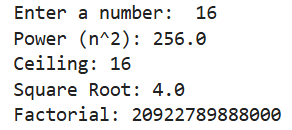 Enter a number:  16
Power (n^2): 256.0
Ceiling: 16
Square Root: 4.0
Factorial: 20922789888000